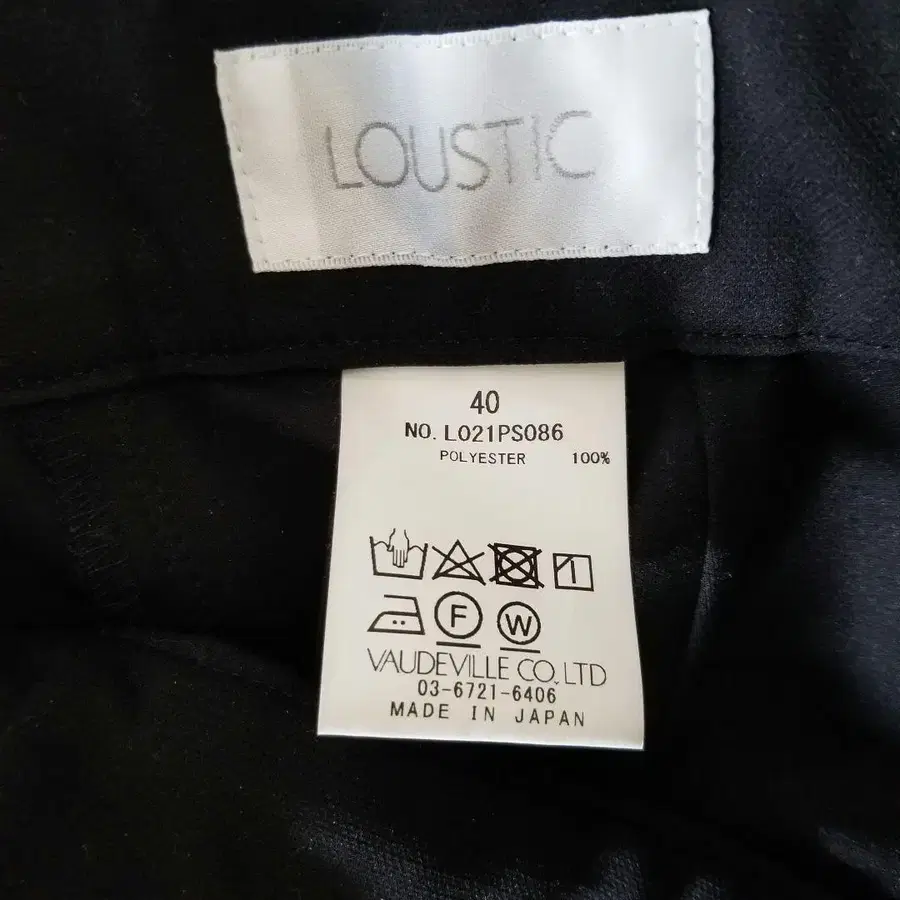 LOUSTIC
40
NO. L021PS086
POLYESTER 100%
F W
VAUDEVILLE CO., LTD
03-6721-6406
MADE IN JAPAN